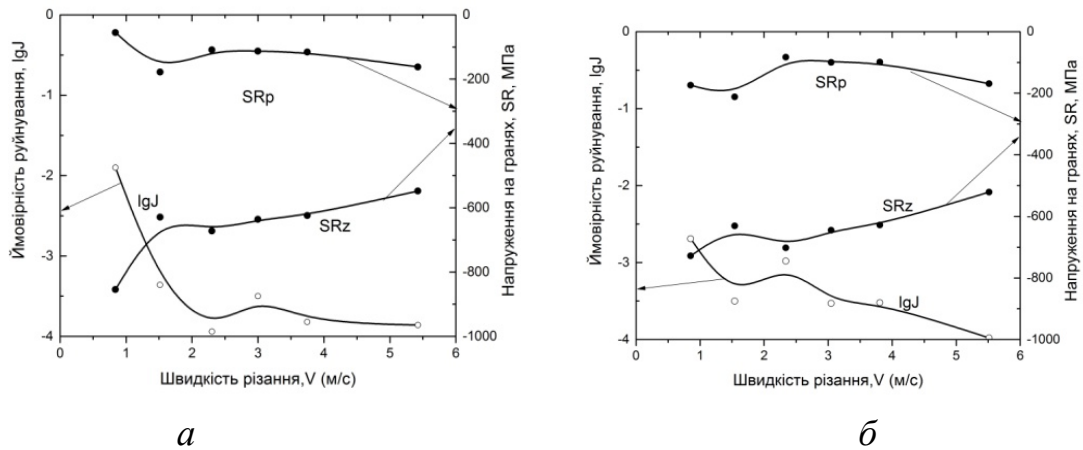 0
-1
-2
-3
-4
Ймовірність руйнування, lgJ
0
-200
-400
-600
-800
-1000
Напруження на гранях, SR, МПа
SRp
lgJ
SRz
0 1 2 3 4 5 6
Швидкість різання,V (м/с)
а
0
-1
-2
-3
-4
Ймовірність руйнування, lgJ
0
-200
-400
-600
-800
-1000
Напруження на гранях, SR, МПа
SRp
SRz
lgJ
0 1 2 3 4 5 6
Швидкість різання,V (м/с)
б